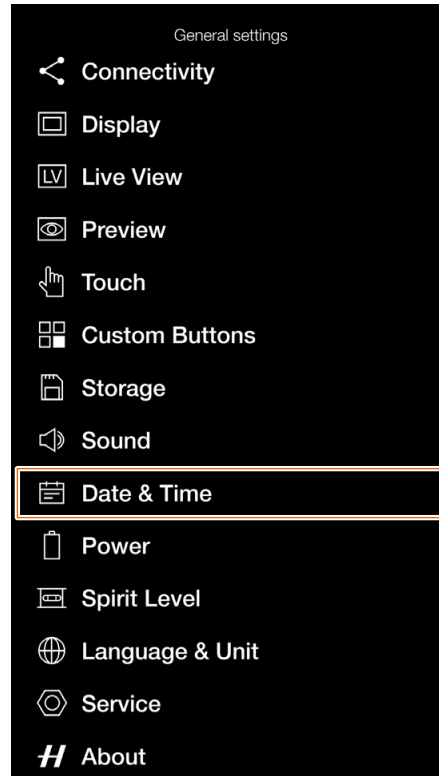 General settings
Connectivity
Display
LV Live View
Preview
Touch
Custom Buttons
Storage
Sound
Date & Time
Power
Spirit Level
Language & Unit
Service
H About